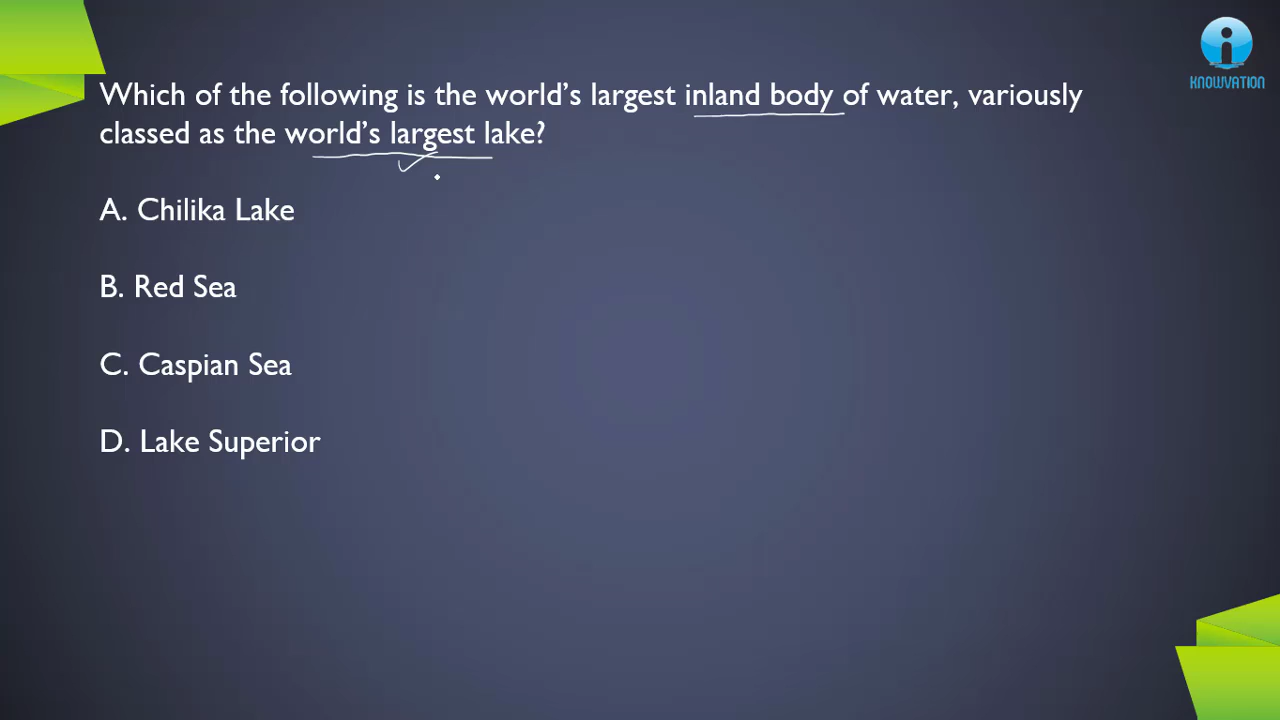 KNOWVATION
Which of the following is the world’s largest inland body of water, variously
classed as the world’s largest lake?
A. Chilika Lake
B. Red Sea
C. Caspian Sea
D. Lake Superior